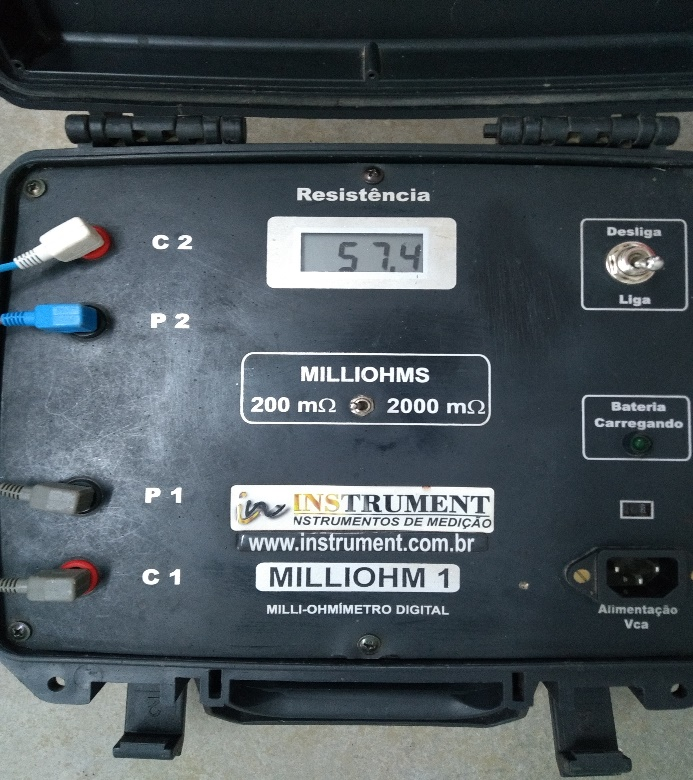 Resistência
C 2
57.4
Desliga
Liga
P 2
MILLIOHMS
200 mΩ 2000 mΩ
Bateria
Carregando
P 1
INSTRUMENT
INSTRUMENTOS DE MEDIÇÃO
www.instrument.com.br
C 1
MILLIOHM 1
MILLI-OHMÍMETRO DIGITAL
Alimentação
Vca